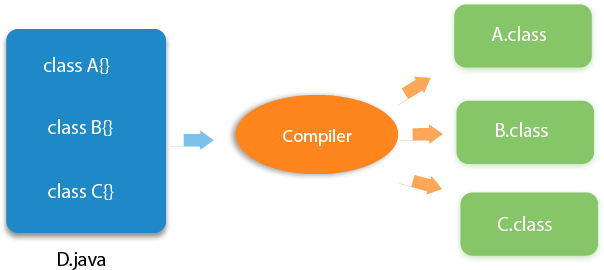 class A{}
class B{}
class C{}
D.java
Compiler
A.class
B.class
C.class